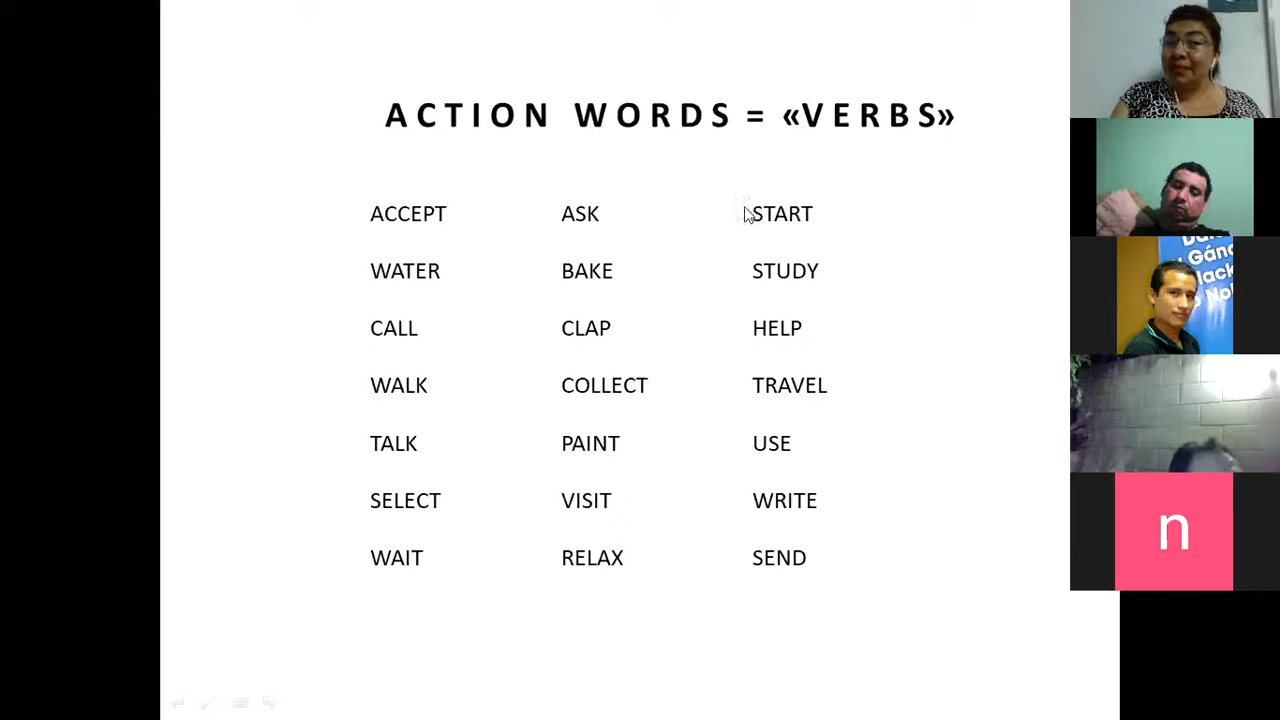 ACTION WORDS = «VERBS»
ACCEPT ASK START
WATER BAKE STUDY
CALL CLAP HELP
WALK COLLECT TRAVEL
TALK PAINT USE
SELECT VISIT WRITE
WAIT RELAX SEND
n